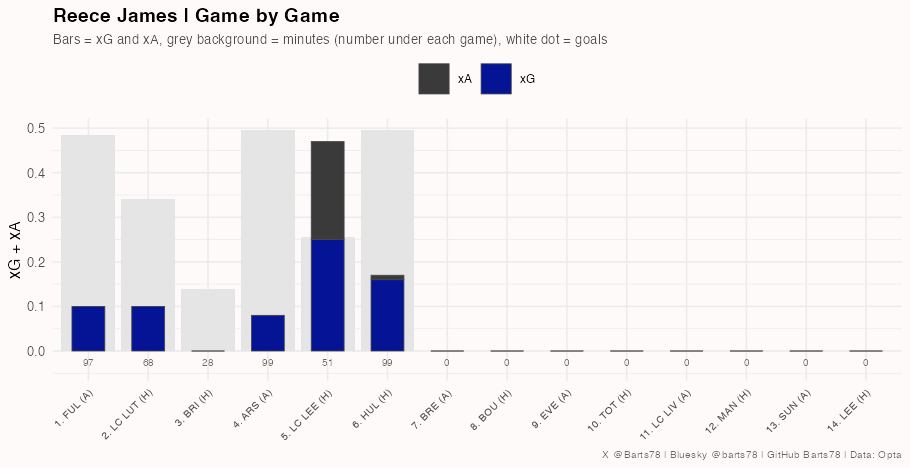 Reece James | Game by Game
Bars = xG and xA, grey background = minutes (number under each game), white dot = goals
xA xG
xG + xA
0.5
0.4
0.3
0.2
0.1
0.0
97 68 28 99 51 99 0 0 0 0 0 0 0 0
1. FUL (A)
2. LC LUT (H)
3. BRI (H)
4. ARS (A)
5. LC LEE (H)
6. HUL (H)
7. BRE (A)
8. BOU (H)
9. EVE (A)
10. TOT (H)
11. LC LIV (A)
12. MAN (H)
13. SUN (A)
14. LEE (H)
X @Barts78 | Bluesky @barts78 | GitHub Barts78 | Data: Opta